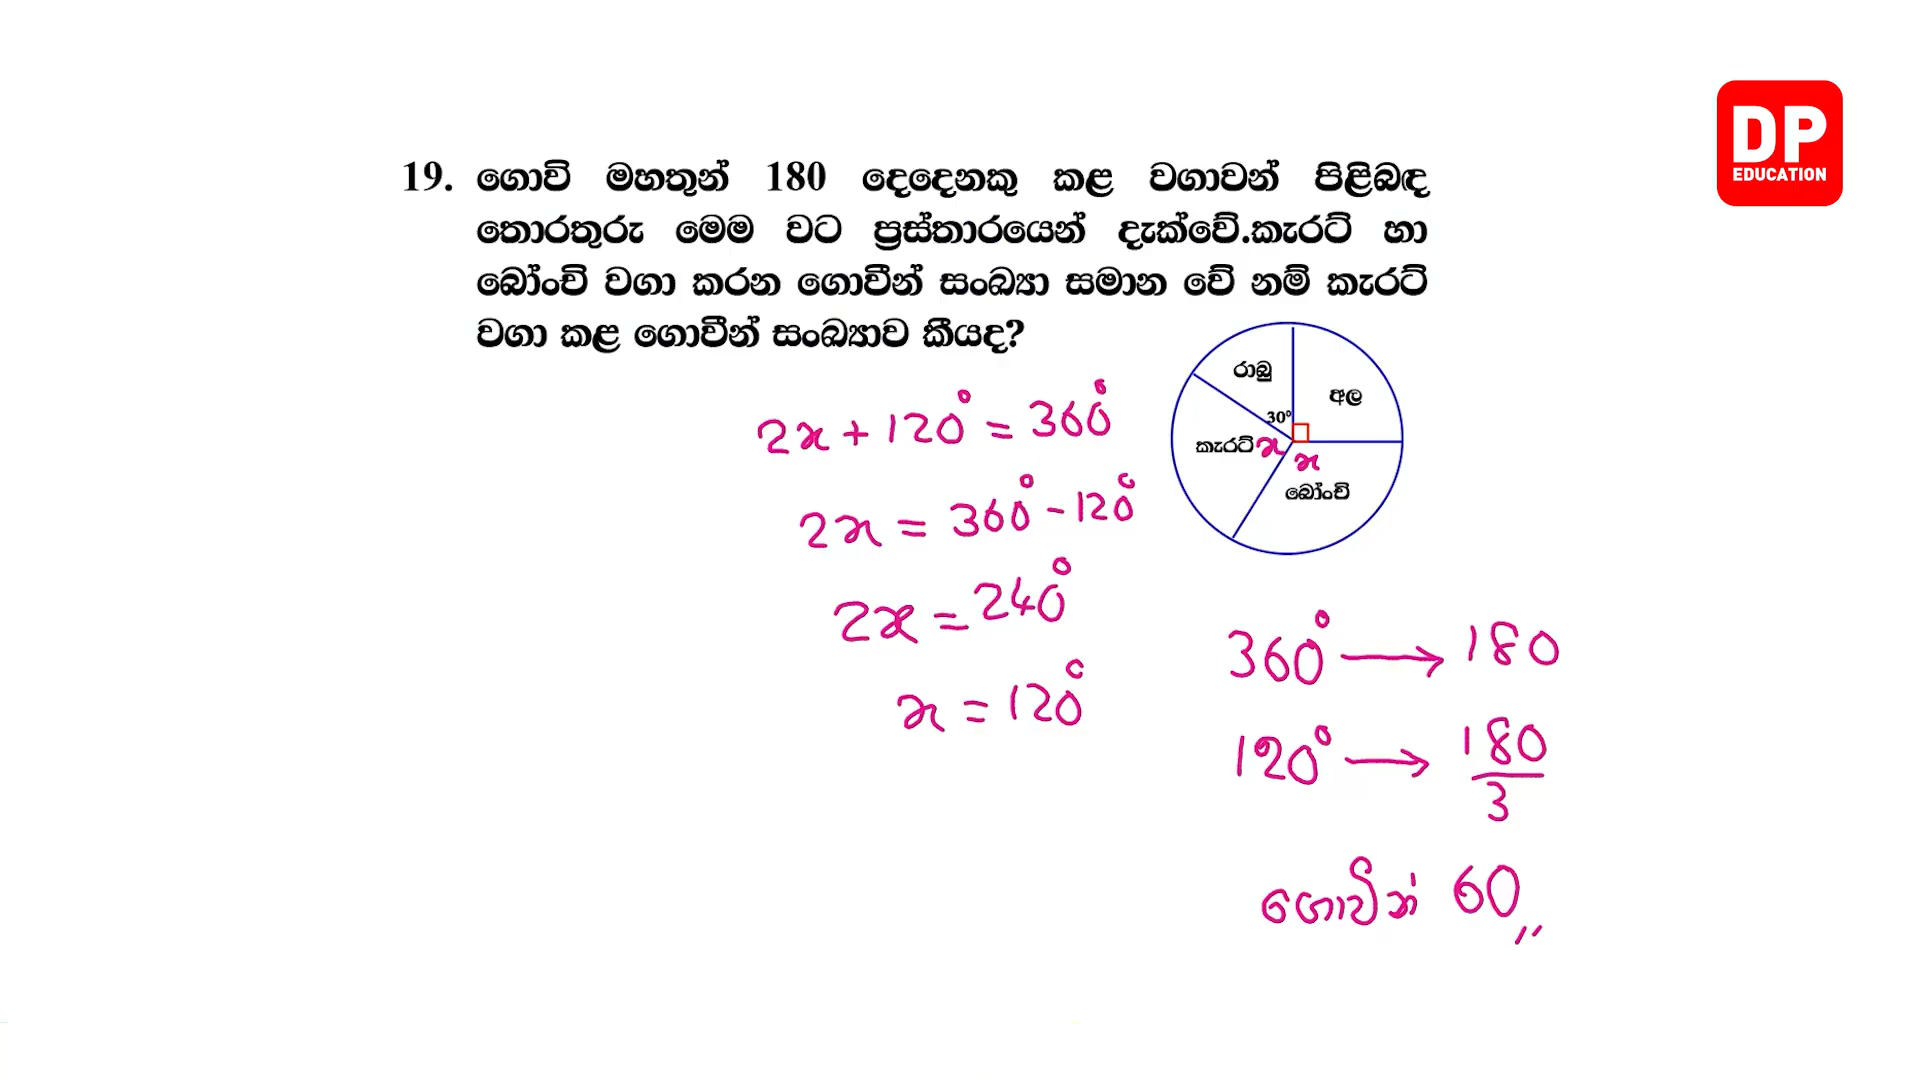 DP
EDUCATION
19. ගොවි මහතුන් 180 දෙදෙනකු කළ වගාවන් පිළිබඳ
තොරතුරු මෙම වට ප්‍රස්තාරයෙන් දැක්වේ.කැරට් හා
බෝංචි වගා කරන ගොවීන් සංඛ්‍යා සමාන වේ නම් කැරට්
වගා කළ ගොවීන් සංඛ්‍යාව කීයද?
රාබු
අල
30°
කැරට් x
x
බෝංචි
2x + 120° = 360°
2x = 360° - 120°
2x = 240°
x = 120°
360° → 180
120° → 180/3
ගොවීන් 60,,